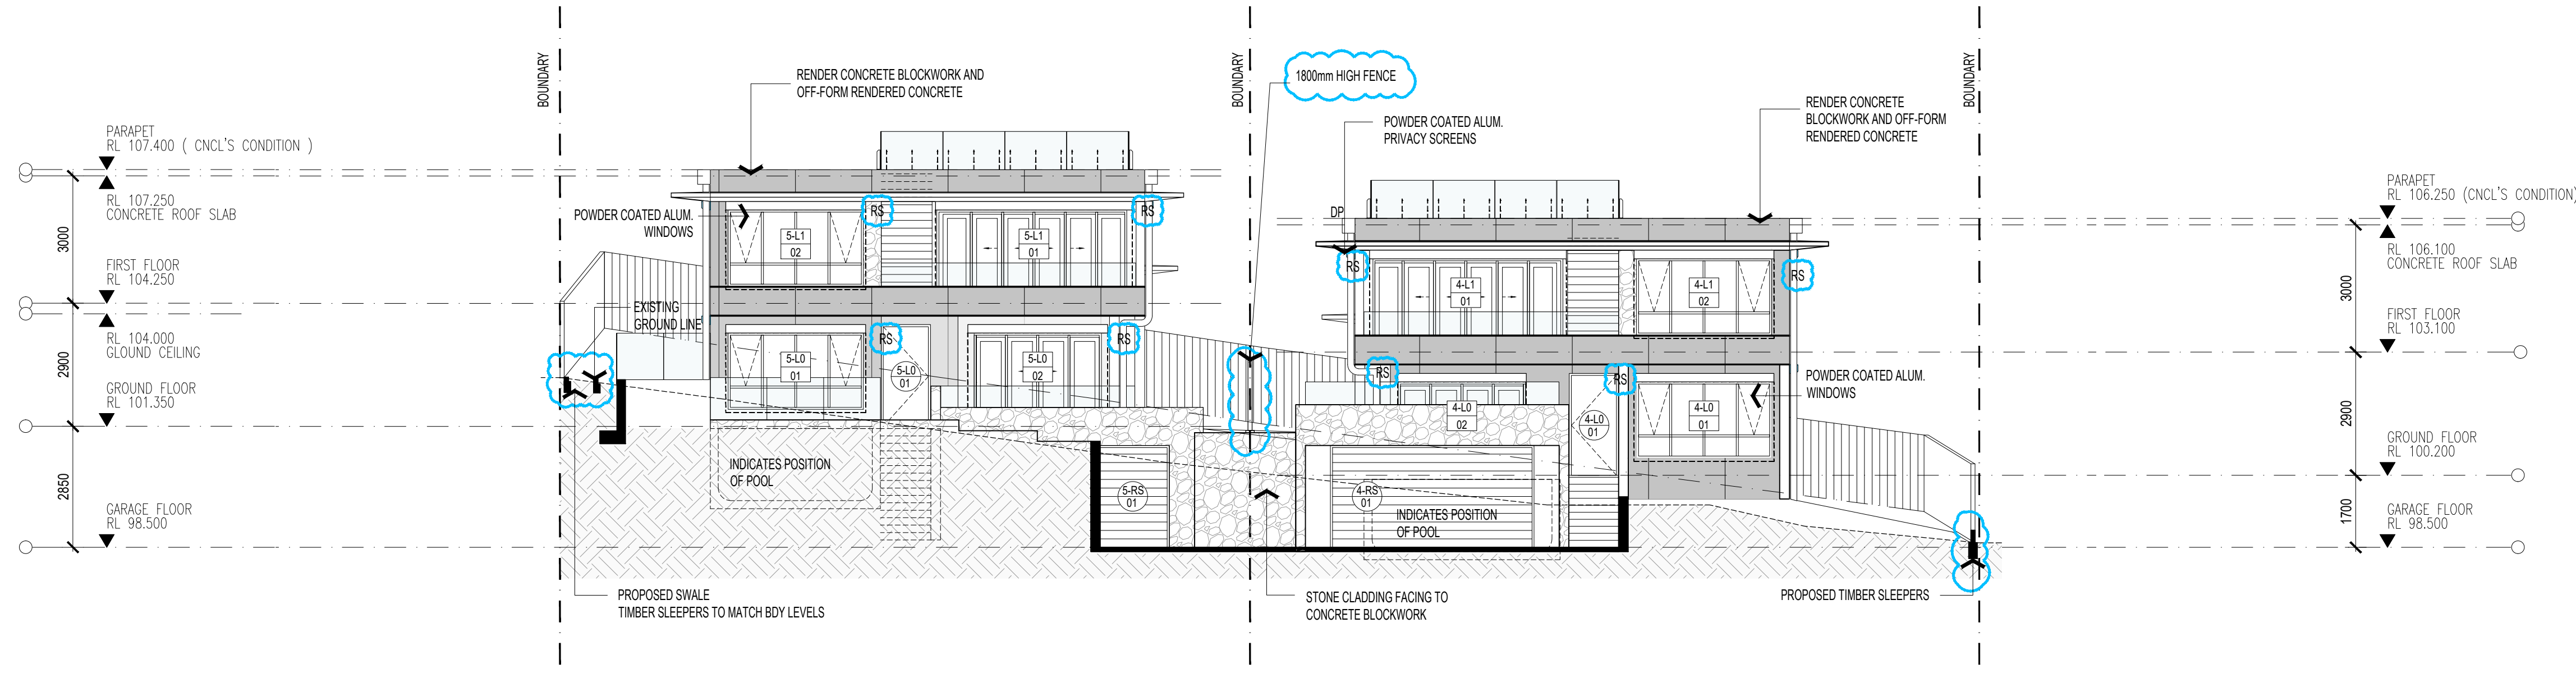 BOUNDARY
BOUNDARY
BOUNDARY
1800mm HIGH FENCE
RENDER CONCRETE BLOCKWORK AND
OFF-FORM RENDERED CONCRETE
POWDER COATED ALUM.
PRIVACY SCREENS
RENDER CONCRETE
BLOCKWORK AND OFF-FORM
RENDERED CONCRETE
PARAPET
RL 107.400 ( CNCL'S CONDITION )
RL 107.250
CONCRETE ROOF SLAB
3000
FIRST FLOOR
RL 104.250
RL 104.000
GLOUND CEILING
2900
GROUND FLOOR
RL 101.350
2850
GARAGE FLOOR
RL 98.500
POWDER COATED ALUM.
WINDOWS
EXISTING
GROUND LINE
RS
RS
5-L1
02
5-L1
01
RS
RS
5-L0
01
5-L0
01
5-L0
02
INDICATES POSITION
OF POOL
5-RS
01
PROPOSED SWALE
TIMBER SLEEPERS TO MATCH BDY LEVELS
DP
RS
RS
4-L1
01
4-L1
02
RS
RS
4-L0
02
4-L0
01
4-L0
01
POWDER COATED ALUM.
WINDOWS
4-RS
01
INDICATES POSITION
OF POOL
STONE CLADDING FACING TO
CONCRETE BLOCKWORK
PROPOSED TIMBER SLEEPERS
PARAPET
RL 106.250 (CNCL'S CONDITION)
RL 106.100
CONCRETE ROOF SLAB
3000
FIRST FLOOR
RL 103.100
2900
GROUND FLOOR
RL 100.200
1700
GARAGE FLOOR
RL 98.500